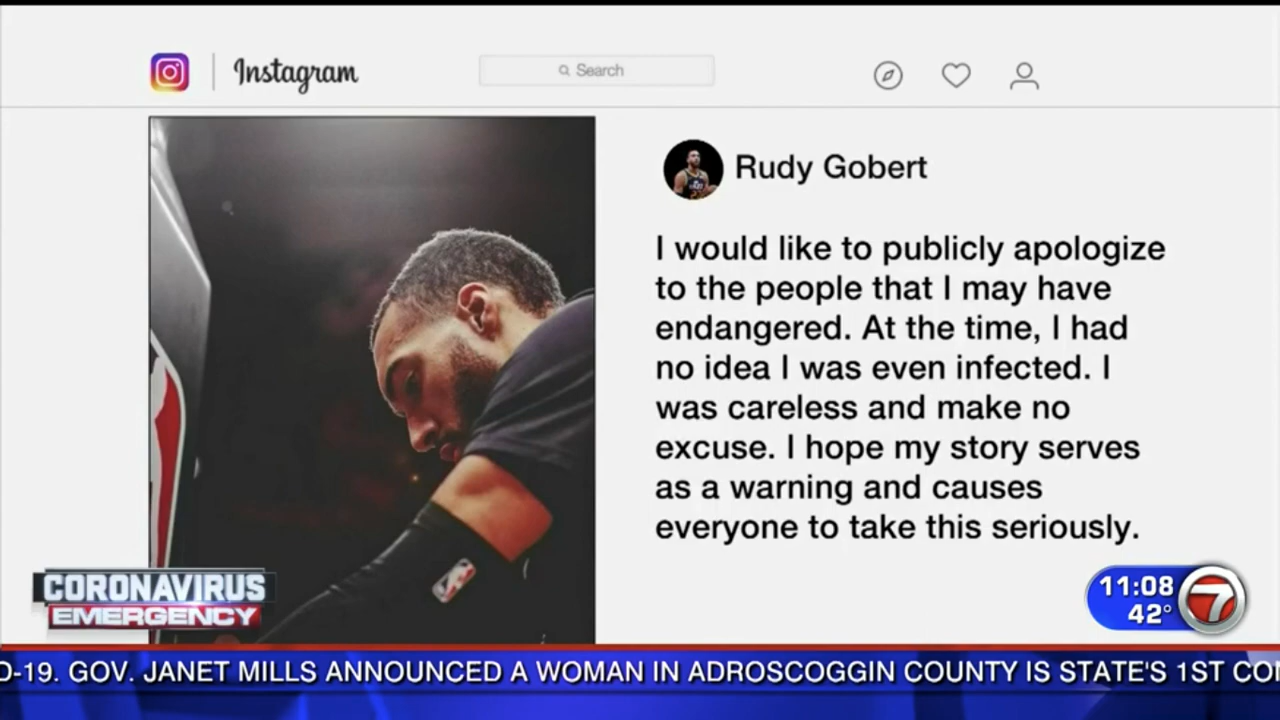 Instagram
Search
Rudy Gobert
I would like to publicly apologize
to the people that I may have
endangered. At the time, I had
no idea I was even infected. I
was careless and make no
excuse. I hope my story serves
as a warning and causes
everyone to take this seriously.
CORONAVIRUS
EMERGENCY
11:08
42°
7
D-19. GOV. JANET MILLS ANNOUNCED A WOMAN IN ADROSCOGGIN COUNTY IS STATE'S 1ST CON